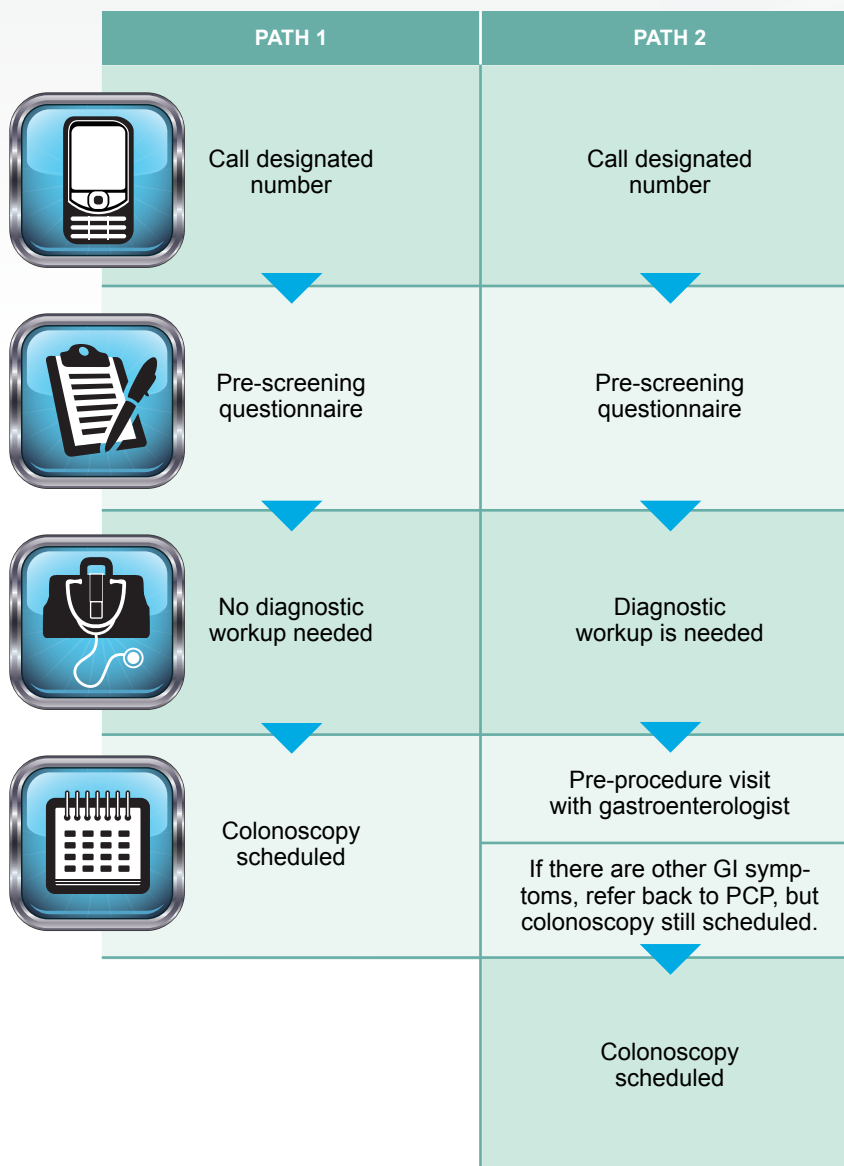 PATH 1
PATH 2
Call designated
number
Call designated
number
Pre-screening
questionnaire
Pre-screening
questionnaire
No diagnostic
workup needed
Diagnostic
workup is needed
Colonoscopy
scheduled
Pre-procedure visit
with gastroenterologist
If there are other GI symp-
toms, refer back to PCP, but
colonoscopy still scheduled.
Colonoscopy
scheduled